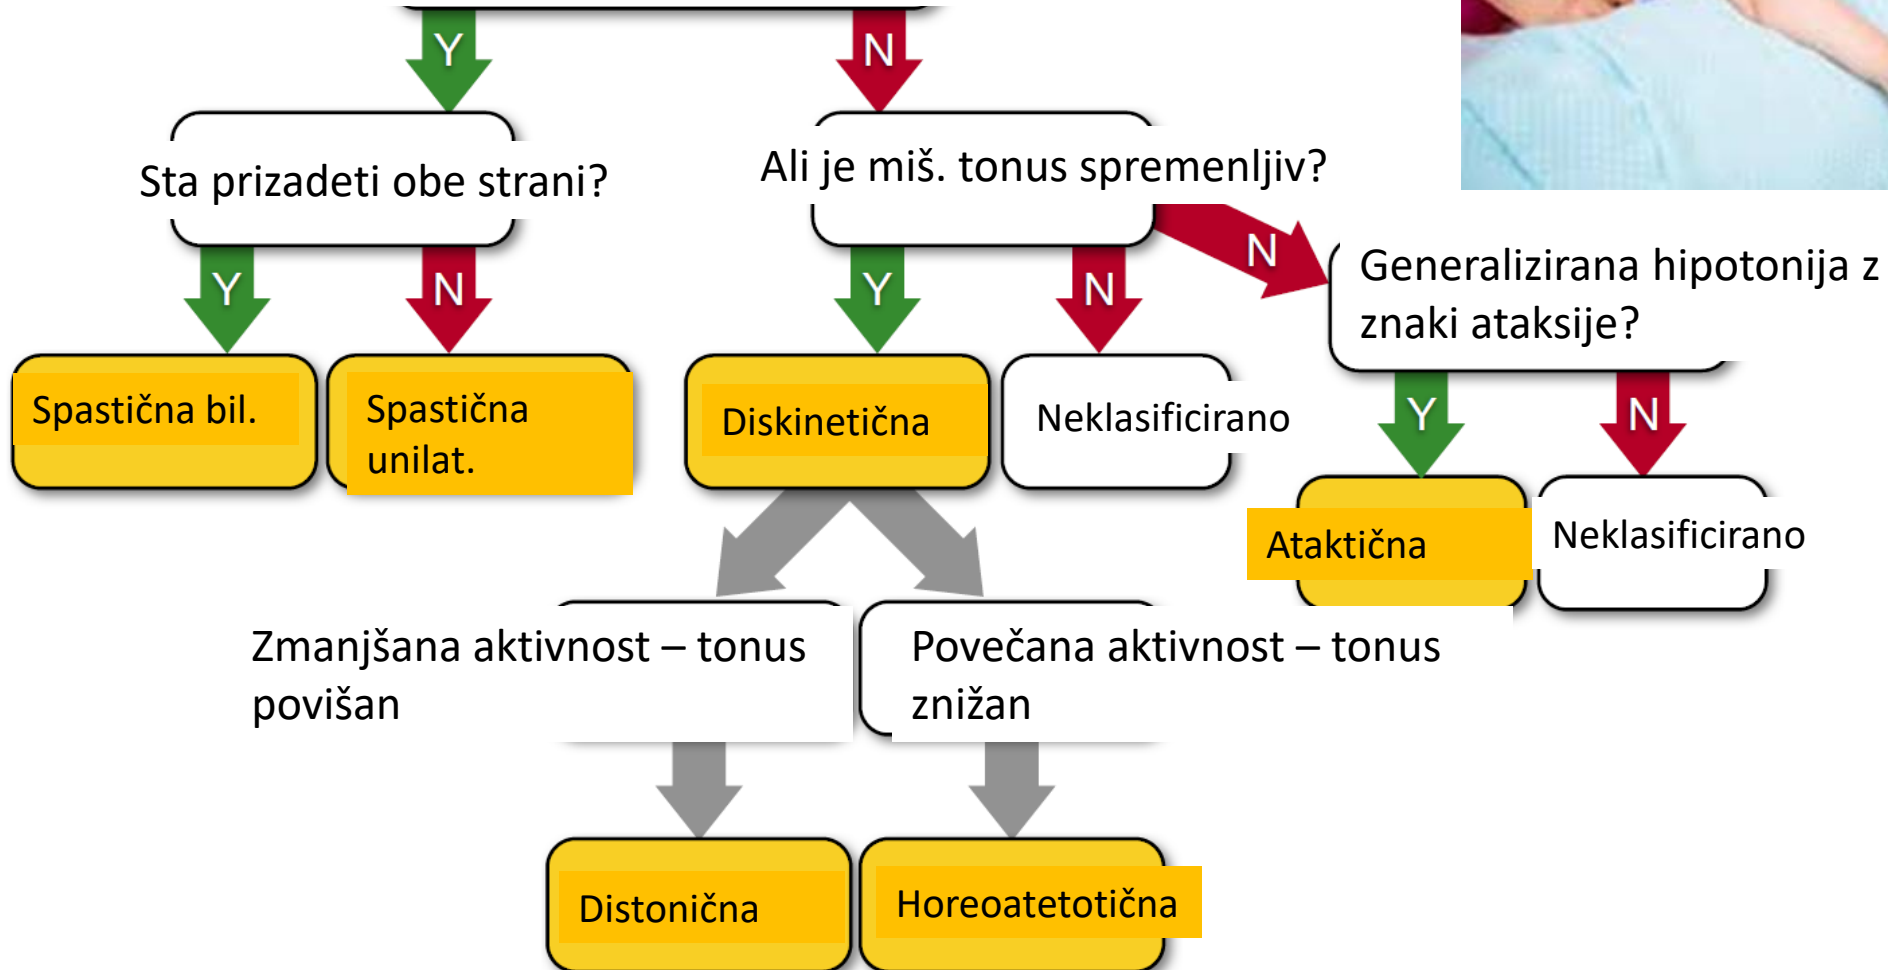 Y
N
Sta prizadeti obe strani?
Ali je miš. tonus spremenljiv?
Y
N
Y
N
N
Generalizirana hipotonija z
znaki ataksije?
Spastična bil.
Spastična
unilat.
Diskinetična
Neklasificirano
Y
N
Ataktična
Neklasificirano
Zmanjšana aktivnost – tonus
povišan
Povečana aktivnost – tonus
znižan
Distonična
Horeoatetotična